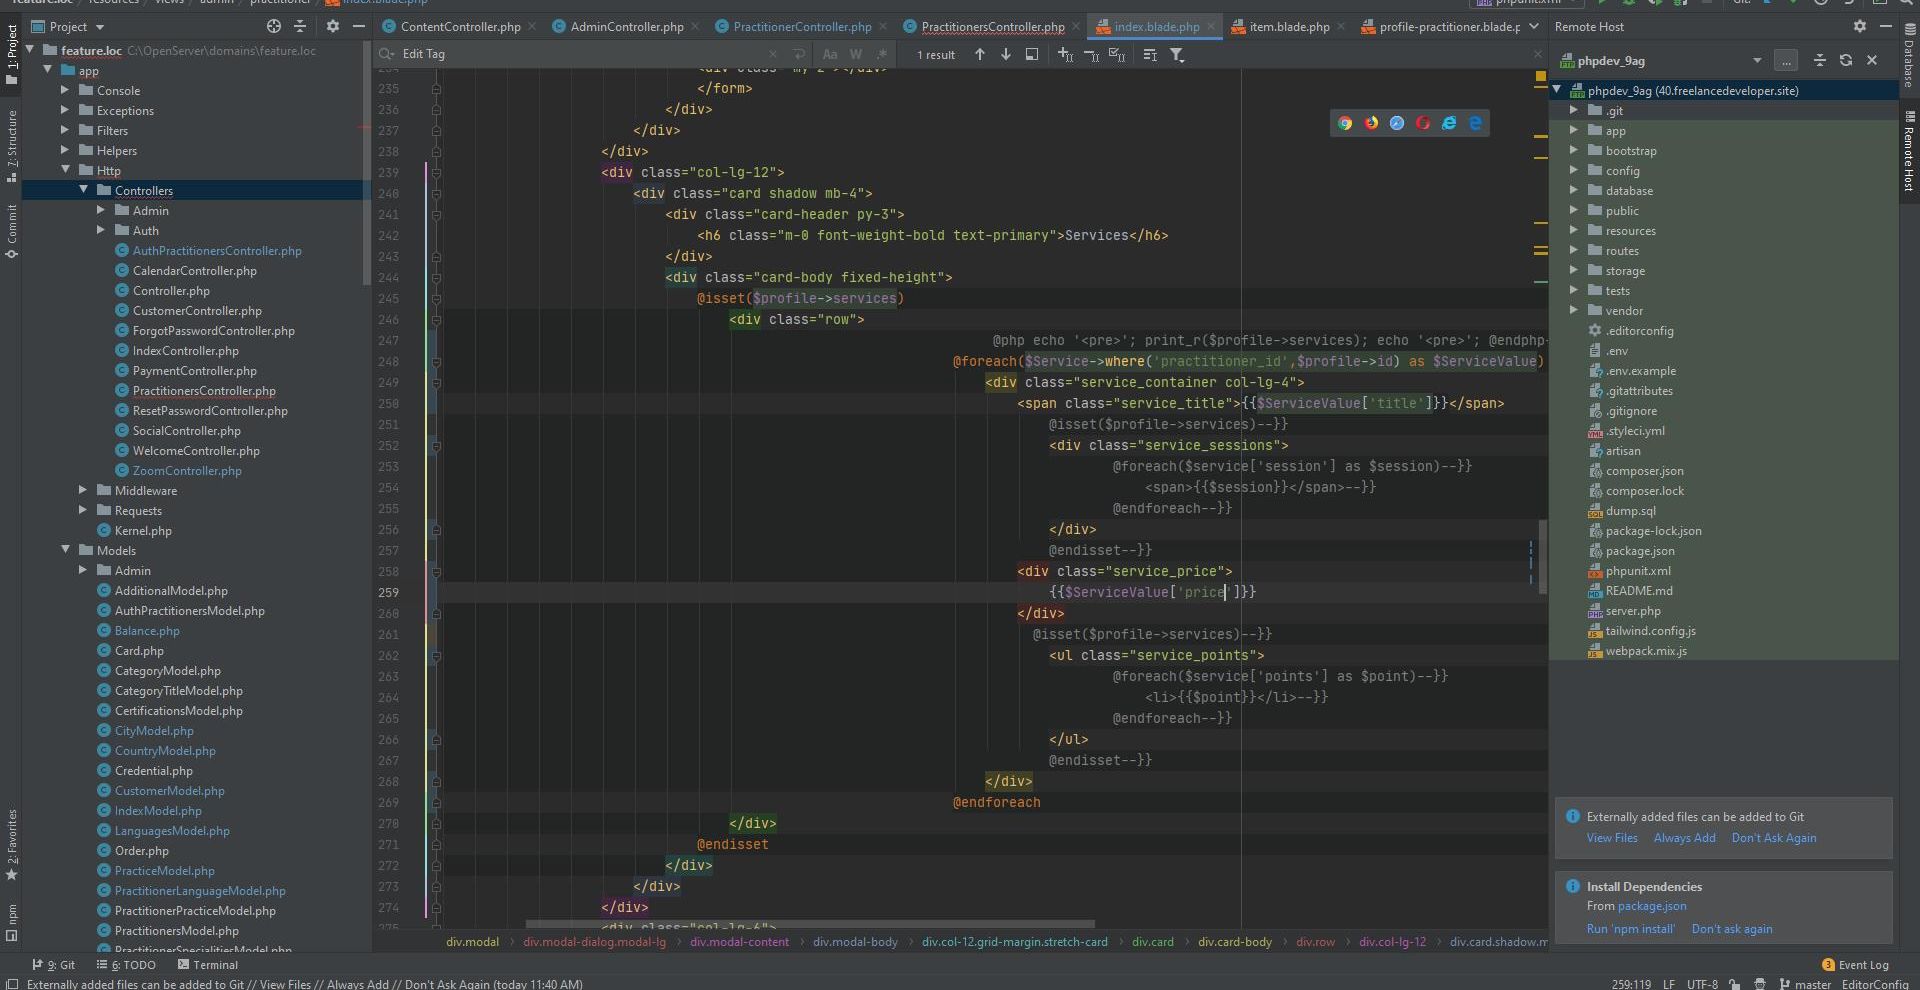 feature.loc resources views admin practitioner index.blade.php
phpunit.xml
Git:
Project
ContentController.php
AdminController.php
PractitionerController.php
PractitionersController.php
index.blade.php
item.blade.php
profile-practitioner.blade.p
Remote Host
1: Project
Z: Structure
Commit
2: Favorites
npm
Database
Remote Host
feature.loc C:\OpenServer\domains\feature.loc
app
Console
Exceptions
Filters
Helpers
Http
Controllers
Admin
Auth
AuthPractitionersController.php
CalendarController.php
Controller.php
CustomerController.php
ForgotPasswordController.php
IndexController.php
PaymentController.php
PractitionersController.php
ResetPasswordController.php
SocialController.php
WelcomeController.php
ZoomController.php
Middleware
Requests
Kernel.php
Models
Admin
AdditionalModel.php
AuthPractitionersModel.php
Balance.php
Card.php
CategoryModel.php
CategoryTitleModel.php
CertificationsModel.php
CityModel.php
CountryModel.php
Credential.php
CustomerModel.php
IndexModel.php
LanguagesModel.php
Order.php
PracticeModel.php
PractitionerLanguageModel.php
PractitionerPracticeModel.php
PractitionersModel.php
PractitionerSpecialitiesModel.php
Edit Tag
Aa W .* 1 result
234 <div class="my-2"></div>
235 </form>
236 </div>
237 </div>
238 </div>
239 <div class="col-lg-12">
240 <div class="card shadow mb-4">
241 <div class="card-header py-3">
242 <h6 class="m-0 font-weight-bold text-primary">Services</h6>
243 </div>
244 <div class="card-body fixed-height">
245 @isset($profile->services)
246 <div class="row">
247 @php echo '<pre>'; print_r($profile->services); echo '<pre>'; @endphp-
248 @foreach($Service->where('practitioner_id',$profile->id) as $ServiceValue)
249 <div class="service_container col-lg-4">
250 <span class="service_title">{{$ServiceValue['title']}}</span>
251 @isset($profile->services)--}}
252 <div class="service_sessions">
253 @foreach($service['session'] as $session)--}}
254 <span>{{$session}}</span>--}}
255 @endforeach--}}
256 </div>
257 @endisset--}}
258 <div class="service_price">
259 {{$ServiceValue['price']}}
260 </div>
261 @isset($profile->services)--}}
262 <ul class="service_points">
263 @foreach($service['points'] as $point)--}}
264 <li>{{$point}}</li>--}}
265 @endforeach--}}
266 </ul>
267 @endisset--}}
268 </div>
269 @endforeach
270 </div>
271 @endisset
272 </div>
273 </div>
274 </div>
275 <div class="col-lg-6">
div.modal div.modal-dialog.modal-lg div.modal-content div.modal-body div.col-12.grid-margin.stretch-card div.card div.card-body div.row div.col-lg-12 div.card.shadow.m
phpdev_9ag
...
phpdev_9ag (40.freelancedeveloper.site)
.git
app
bootstrap
config
database
public
resources
routes
storage
tests
vendor
.editorconfig
.env
.env.example
.gitattributes
.gitignore
.styleci.yml
artisan
composer.json
composer.lock
dump.sql
package-lock.json
package.json
phpunit.xml
README.md
server.php
tailwind.config.js
webpack.mix.js
Externally added files can be added to Git
View Files Always Add Don't Ask Again
Install Dependencies
From package.json
Run 'npm install' Don't ask again
9: Git
6: TODO
Terminal
3 Event Log
Externally added files can be added to Git // View Files // Always Add // Don't Ask Again (today 11:40 AM)
259:119 LF UTF-8 master EditorConfig